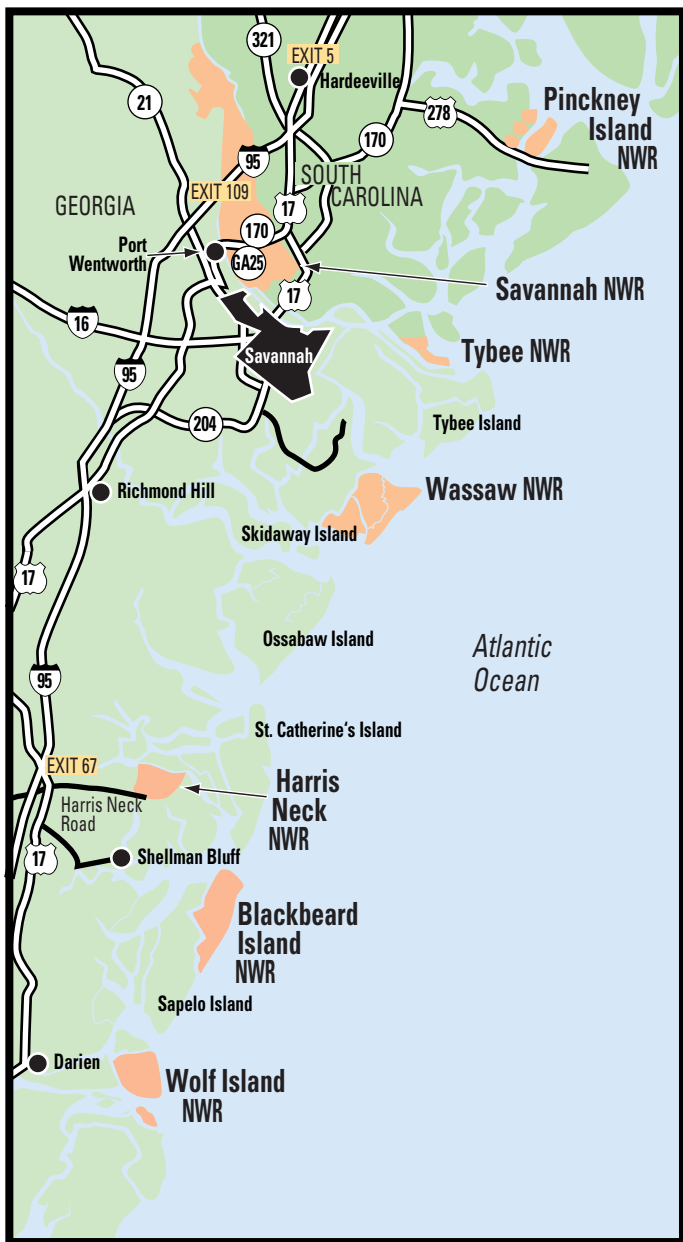 321
EXIT 5
Hardeeville
21
278
Pinckney
Island
NWR
170
95
SOUTH
CAROLINA
EXIT 109
GEORGIA
17
170
Port
Wentworth
GA25
Savannah NWR
17
16
Tybee NWR
Savannah
95
204
Tybee Island
Richmond Hill
Wassaw NWR
Skidaway Island
17
Ossabaw Island
Atlantic
Ocean
95
St. Catherine's Island
EXIT 67
Harris
Neck
NWR
Harris Neck
Road
17
Shellman Bluff
Blackbeard
Island
NWR
Sapelo Island
Darien
Wolf Island
NWR